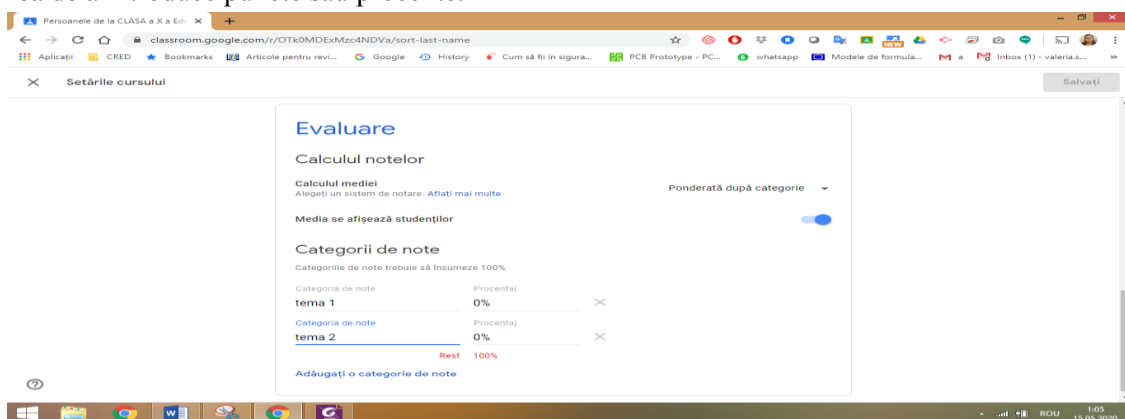 Persoanele de la CLASA a X a Edu
classroom.google.com/r/OTk0MDExMzc4NDVa/sort-last-name
Aplicații CRED Bookmarks Articole pentru revi... Google History Cum să fii în sigura... PCB Prototype - PC... whatsapp Modele de formula... a Inbox (1) - valeria.s... »
Setările cursului Salvați
Evaluare
Calculul notelor
Calculul mediei
Alegeți un sistem de notare. Aflați mai multe
Ponderată după categorie
Media se afișează studenților
Categorii de note
Categoriile de note trebuie să însumeze 100%
Categoria de note Procentaj
tema 1 0%
Categoria de note Procentaj
tema 2 0%
Rest 100%
Adăugați o categorie de note
ROU 1:05
15.05.2020